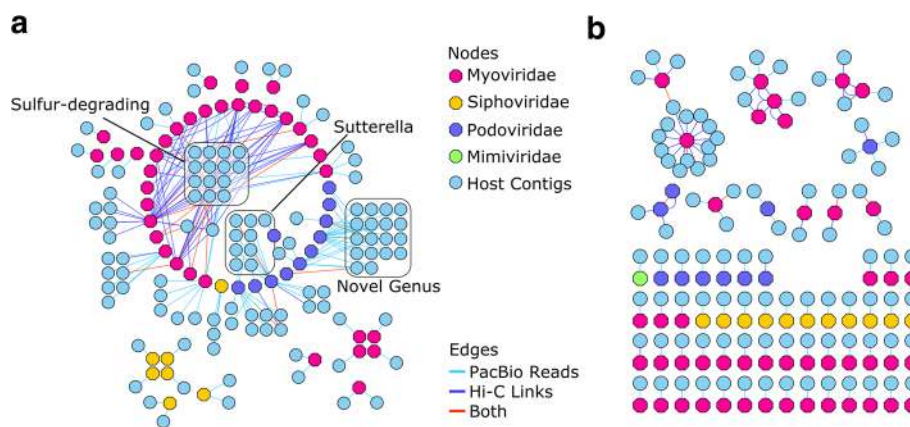 a
b
Nodes
Myoviridae
Siphoviridae
Podoviridae
Mimiviridae
Host Contigs
Sulfur-degrading
Sutterella
Novel Genus
Edges
PacBio Reads
Hi-C Links
Both